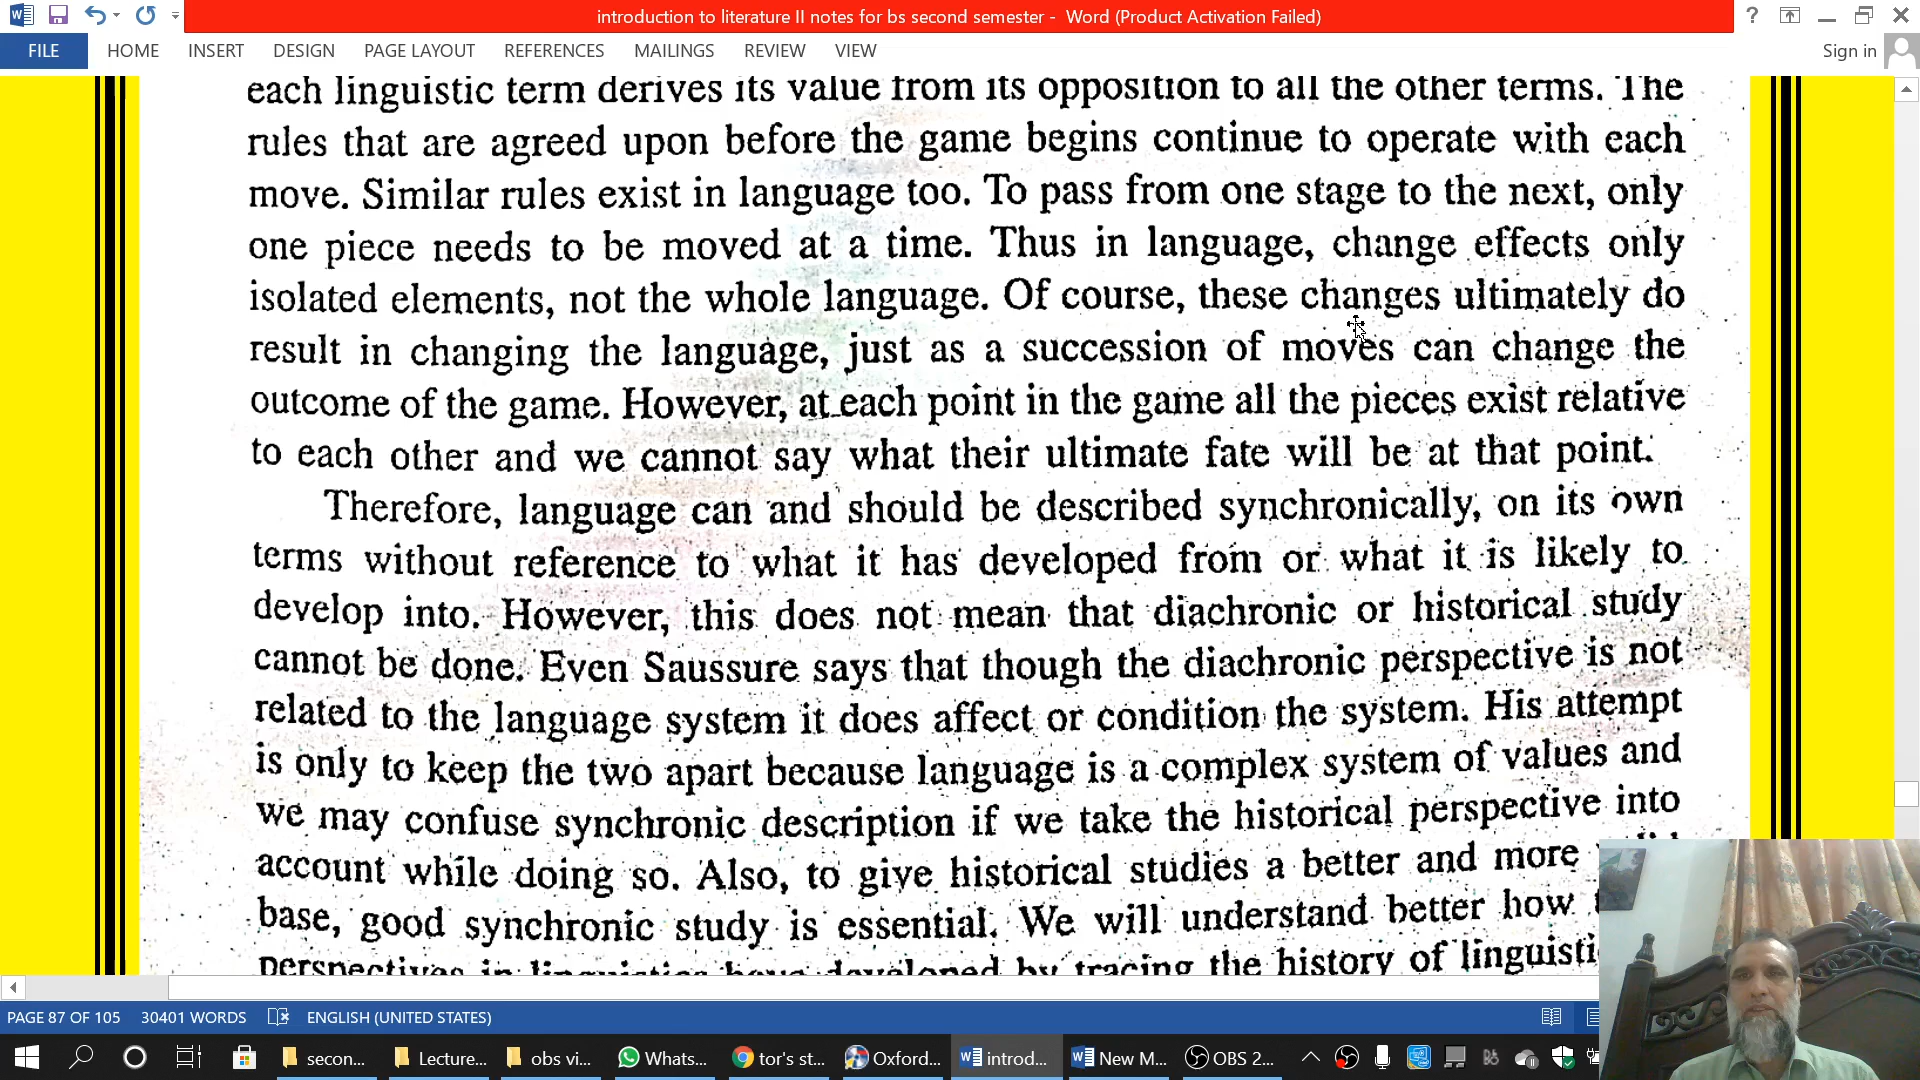 introduction to literature II notes for bs second semester - Word (Product Activation Failed)
FILE HOME INSERT DESIGN PAGE LAYOUT REFERENCES MAILINGS REVIEW VIEW Sign in
each linguistic term derives its value from its opposition to all the other terms. The
rules that are agreed upon before the game begins continue to operate with each
move. Similar rules exist in language too. To pass from one stage to the next, only
one piece needs to be moved at a time. Thus in language, change effects only
isolated elements, not the whole language. Of course, these changes ultimately do
result in changing the language, just as a succession of moves can change the
outcome of the game. However, at each point in the game all the pieces exist relative
to each other and we cannot say what their ultimate fate will be at that point.
Therefore, language can and should be described synchronically, on its own
terms without reference to what it has developed from or what it is likely to
develop into. However, this does not mean that diachronic or historical study
cannot be done. Even Saussure says that though the diachronic perspective is not
related to the language system it does affect or condition the system. His attempt
is only to keep the two apart because language is a complex system of values and
we may confuse synchronic description if we take the historical perspective into
account while doing so. Also, to give historical studies a better and more
base, good synchronic study is essential. We will understand better how
perspectives in linguistics have developed by tracing the history of
PAGE 87 OF 105 30401 WORDS ENGLISH (UNITED STATES)
secon... Lecture... obs vi... Whats... tor's st... Oxford... introd... New M... OBS 2...